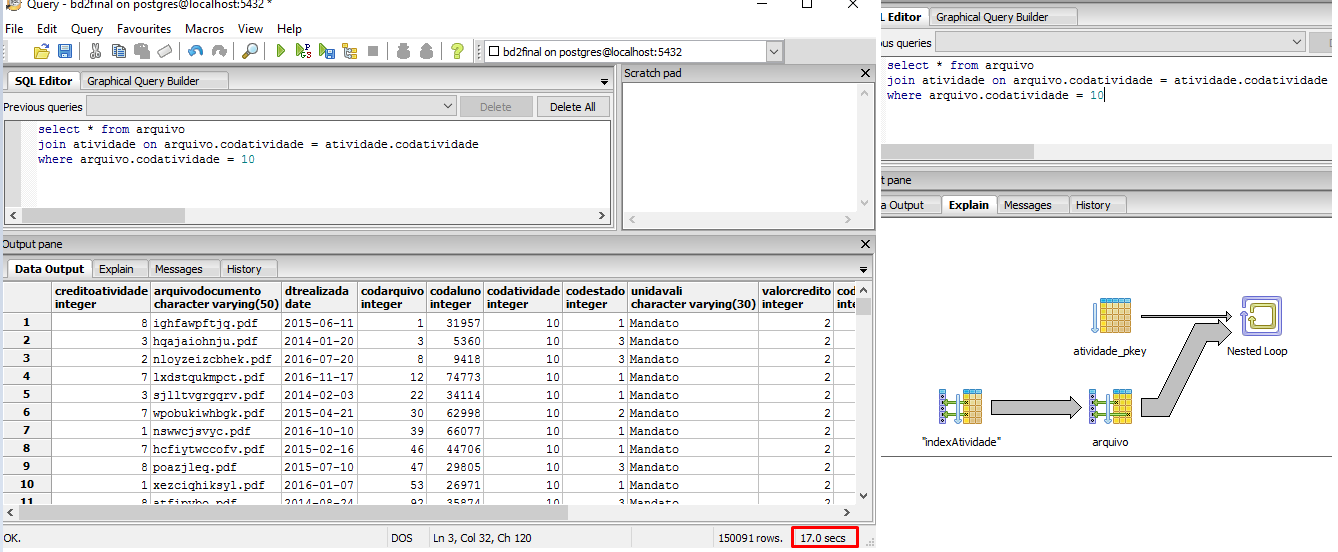 Query - bd2final on postgres@localhost:5432 *
File Edit Query Favourites Macros View Help
bd2final on postgres@localhost:5432
SQL Editor Graphical Query Builder
Previous queries Delete Delete All
select * from arquivo
join atividade on arquivo.codatividade = atividade.codatividade
where arquivo.codatividade = 10
Scratch pad
Output pane
Data Output Explain Messages History
creditoatividade integer arquivodocumento character varying(50) dtrealizada date codarquivo integer codaluno integer codatividade integer codestado integer unidavali character varying(30) valorcredito integer cod inte
1 8 ighfawpftjq.pdf 2015-06-11 1 31957 10 1 Mandato 2
2 3 hqajaiohnju.pdf 2014-01-20 3 5360 10 3 Mandato 2
3 2 nloyzeizcbhek.pdf 2016-07-20 8 9418 10 3 Mandato 2
4 7 lxdstqukmpct.pdf 2016-11-17 12 74773 10 1 Mandato 2
5 3 sjlltvgrgqrv.pdf 2014-02-03 22 34114 10 1 Mandato 2
6 7 wpobukiwhbgk.pdf 2015-04-21 30 62998 10 2 Mandato 2
7 1 nswwcjsvyc.pdf 2016-10-10 39 66077 10 1 Mandato 2
8 7 hcfiytwccofv.pdf 2015-02-16 46 44706 10 1 Mandato 2
9 8 poazjleq.pdf 2015-07-10 47 29805 10 3 Mandato 2
10 1 xezcighiksyl.pdf 2016-01-07 53 26971 10 1 Mandato 2
11 8 2014-08-24 92 35874 10 3 Mandato 2
OK. DOS Ln 3, Col 32, Ch 120 150091 rows. 17.0 secs
L Editor Graphical Query Builder
ous queries
select * from arquivo
join atividade on arquivo.codatividade = atividade.codatividade
where arquivo.codatividade = 10
t pane
a Output Explain Messages History
atividade_pkey
Nested Loop
"indexAtividade"
arquivo